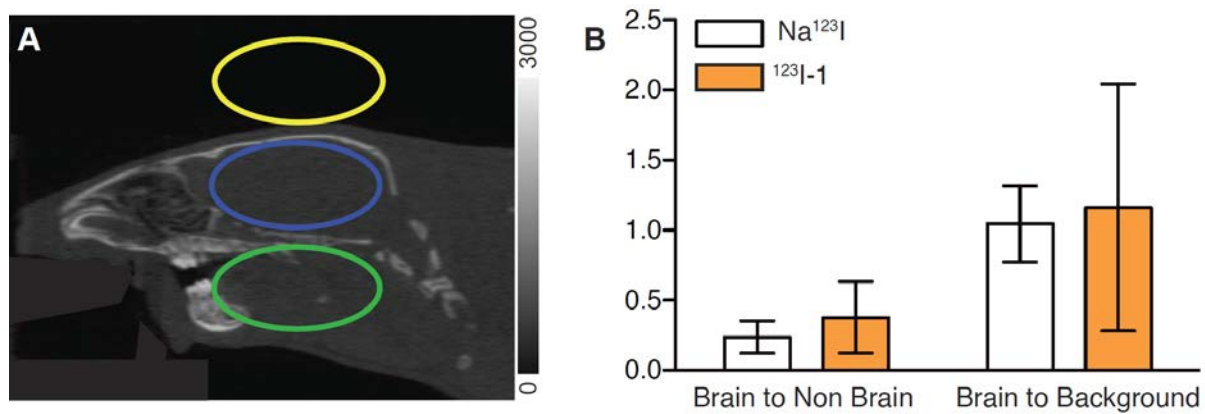 A
3000
0
B
Na¹²³I
¹²³I-1
2.5
2.0
1.5
1.0
0.5
0.0
Brain to Non Brain
Brain to Background